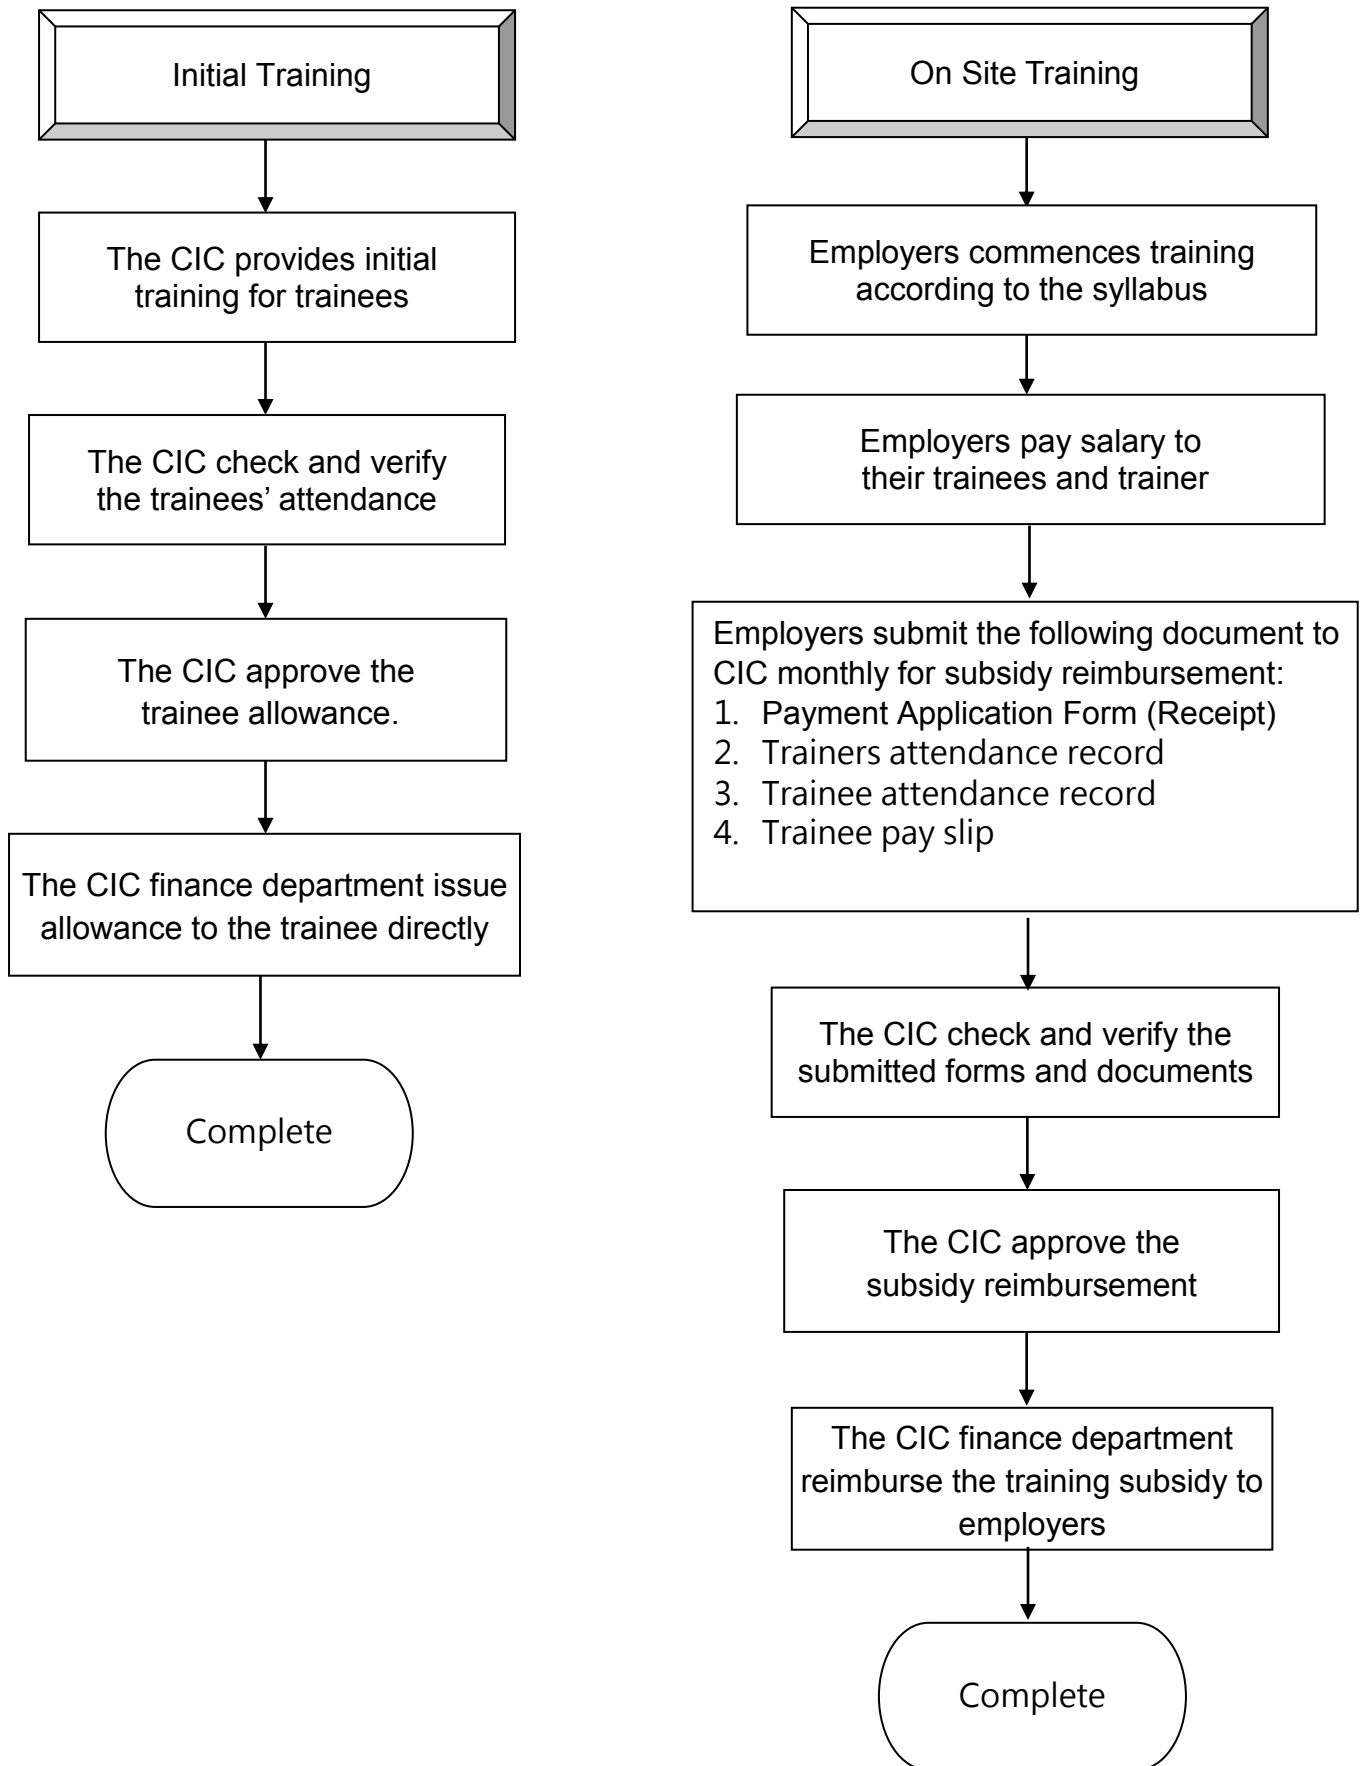 Initial Training
The CIC provides initial
training for trainees
The CIC check and verify
the trainees’ attendance
The CIC approve the
trainee allowance.
The CIC finance department issue
allowance to the trainee directly
Complete
On Site Training
Employers commences training
according to the syllabus
Employers pay salary to
their trainees and trainer
Employers submit the following document to
CIC monthly for subsidy reimbursement:
1. Payment Application Form (Receipt)
2. Trainers attendance record
3. Trainee attendance record
4. Trainee pay slip
The CIC check and verify the
submitted forms and documents
The CIC approve the
subsidy reimbursement
The CIC finance department
reimburse the training subsidy to
employers
Complete